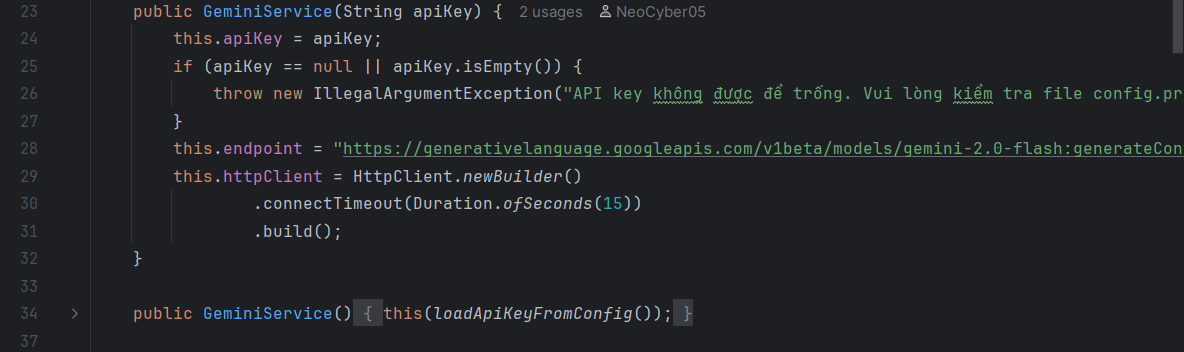 23 public GeminiService(String apiKey) { 2 usages NeoCyber05
24 this.apiKey = apiKey;
25 if (apiKey == null || apiKey.isEmpty()) {
26 throw new IllegalArgumentException("API key không được để trống. Vui lòng kiểm tra file config.pr
27 }
28 this.endpoint = "https://generativelanguage.googleapis.com/v1beta/models/gemini-2.0-flash:generateCon
29 this.httpClient = HttpClient.newBuilder()
30 .connectTimeout(Duration.ofSeconds(15))
31 .build();
32 }
33
34 public GeminiService() { this(loadApiKeyFromConfig()); }
37